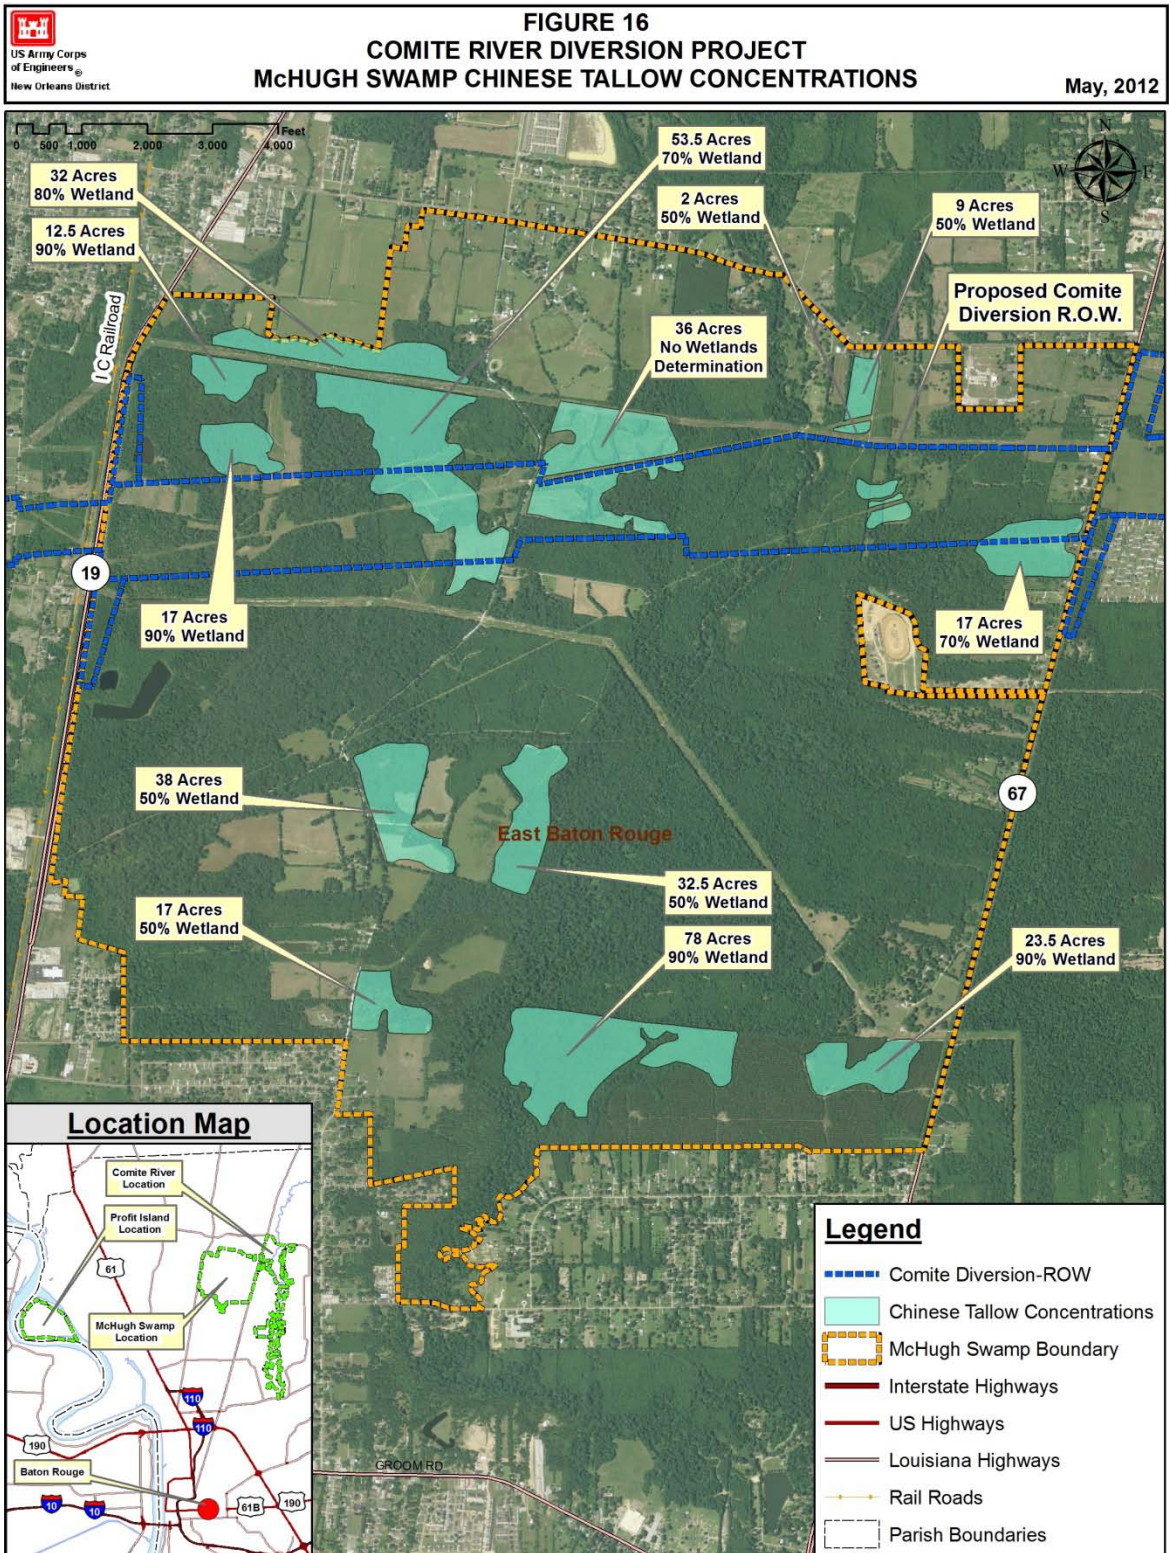 US Army Corps
of Engineers ®
New Orleans District
FIGURE 16
COMITE RIVER DIVERSION PROJECT
McHUGH SWAMP CHINESE TALLOW CONCENTRATIONS
May, 2012
Feet
0 500 1,000 2,000 3,000 4,000
N
W E
S
53.5 Acres
70% Wetland
32 Acres
80% Wetland
2 Acres
50% Wetland
9 Acres
50% Wetland
12.5 Acres
90% Wetland
Proposed Comite
Diversion R.O.W.
I C Railroad
36 Acres
No Wetlands
Determination
19
17 Acres
90% Wetland
17 Acres
70% Wetland
38 Acres
50% Wetland
67
East Baton Rouge
32.5 Acres
50% Wetland
17 Acres
50% Wetland
78 Acres
90% Wetland
23.5 Acres
90% Wetland
Location Map
Comite River
Location
Profit Island
Location
61
McHugh Swamp
Location
110
110
190
Baton Rouge
10
10
61B
190
GROOM RD
Legend
Comite Diversion-ROW
Chinese Tallow Concentrations
McHugh Swamp Boundary
Interstate Highways
US Highways
Louisiana Highways
Rail Roads
Parish Boundaries